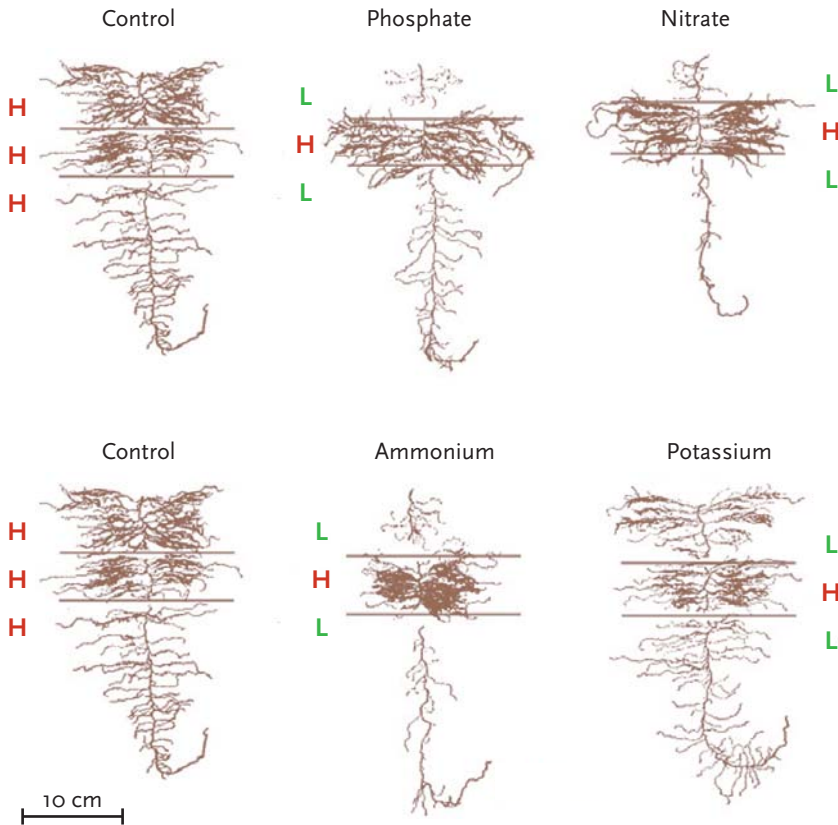 Control
Phosphate
Nitrate
H
H
H
L
H
L
L
H
L
Control
Ammonium
Potassium
H
H
H
L
H
L
L
H
L
10 cm